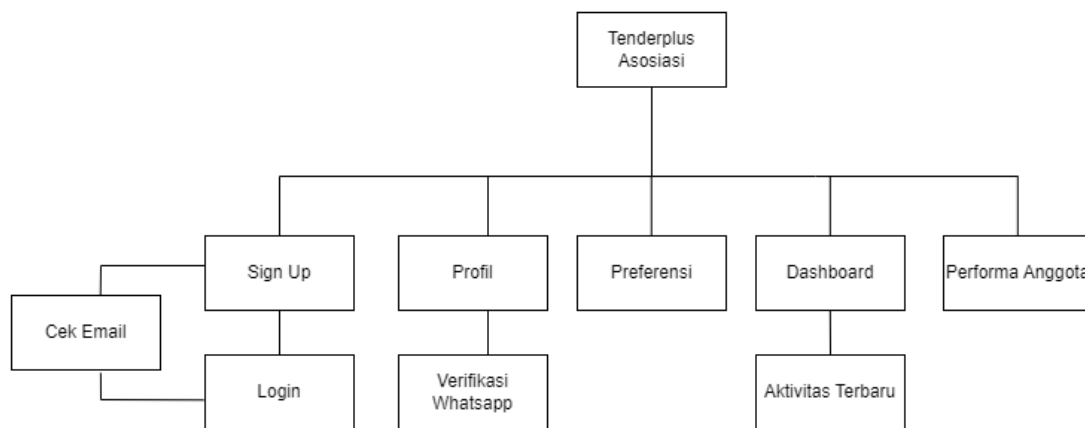 Tenderplus
Asosiasi
Sign Up
Profil
Preferensi
Dashboard
Performa Anggota
Cek Email
Login
Verifikasi
Whatsapp
Aktivitas Terbaru